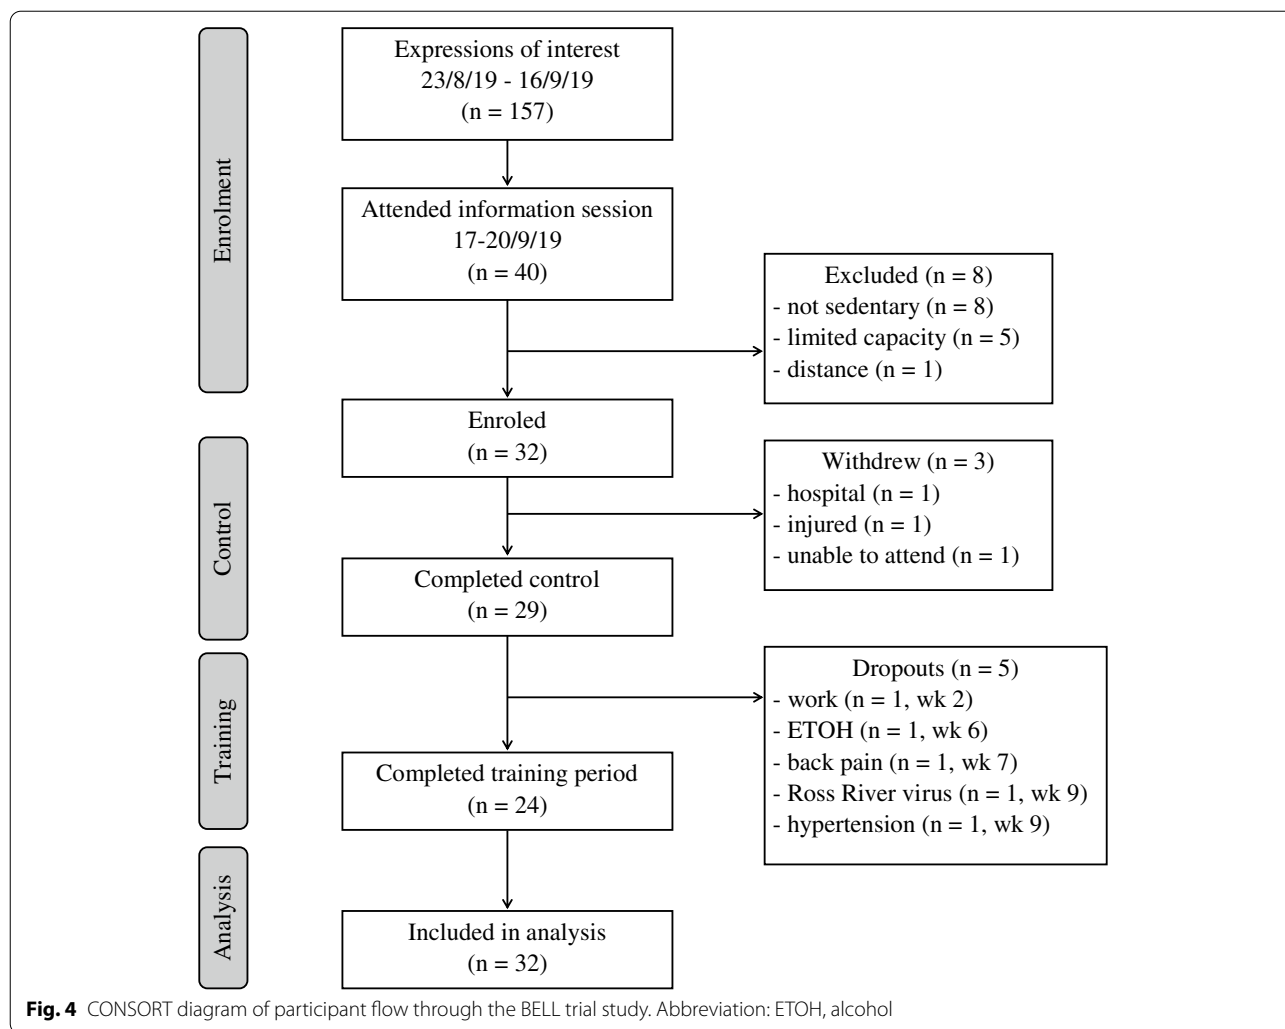 Enrolment
Expressions of interest
23/8/19 - 16/9/19
(n = 157)
Attended information session
17-20/9/19
(n = 40)
Excluded (n = 8)
- not sedentary (n = 8)
- limited capacity (n = 5)
- distance (n = 1)
Enroled
(n = 32)
Control
Withdrew (n = 3)
- hospital (n = 1)
- injured (n = 1)
- unable to attend (n = 1)
Completed control
(n = 29)
Training
Dropouts (n = 5)
- work (n = 1, wk 2)
- ETOH (n = 1, wk 6)
- back pain (n = 1, wk 7)
- Ross River virus (n = 1, wk 9)
- hypertension (n = 1, wk 9)
Completed training period
(n = 24)
Analysis
Included in analysis
(n = 32)
Fig. 4 CONSORT diagram of participant flow through the BELL trial study. Abbreviation: ETOH, alcohol